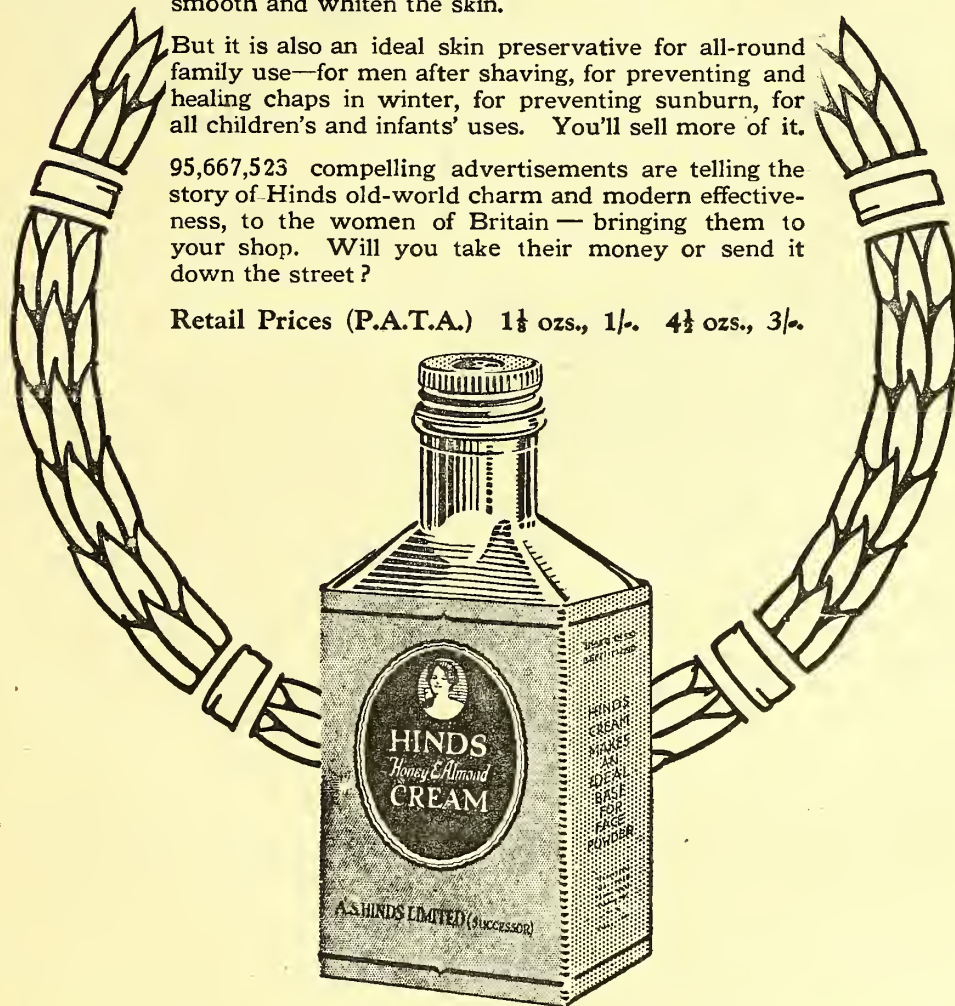 smooth and whiten the skin.
But it is also an ideal skin preservative for all-round
family use—for men after shaving, for preventing and
healing chaps in winter, for preventing sunburn, for
all children's and infants' uses. You'll sell more of it.
95,667,523 compelling advertisements are telling the
story of Hinds old-world charm and modern effective-
ness, to the women of Britain — bringing them to
your shop. Will you take their money or send it
down the street?
Retail Prices (P.A.T.A.) 1⅛ ozs., 1/-. 4½ ozs., 3/-.
HINDS
Honey & Almond
CREAM
A.S. HINDS LIMITED (SUCCESSOR)
HINDS
CREAM
MAKES
AN
IDEAL
BASE
FOR
FACE
POWDER